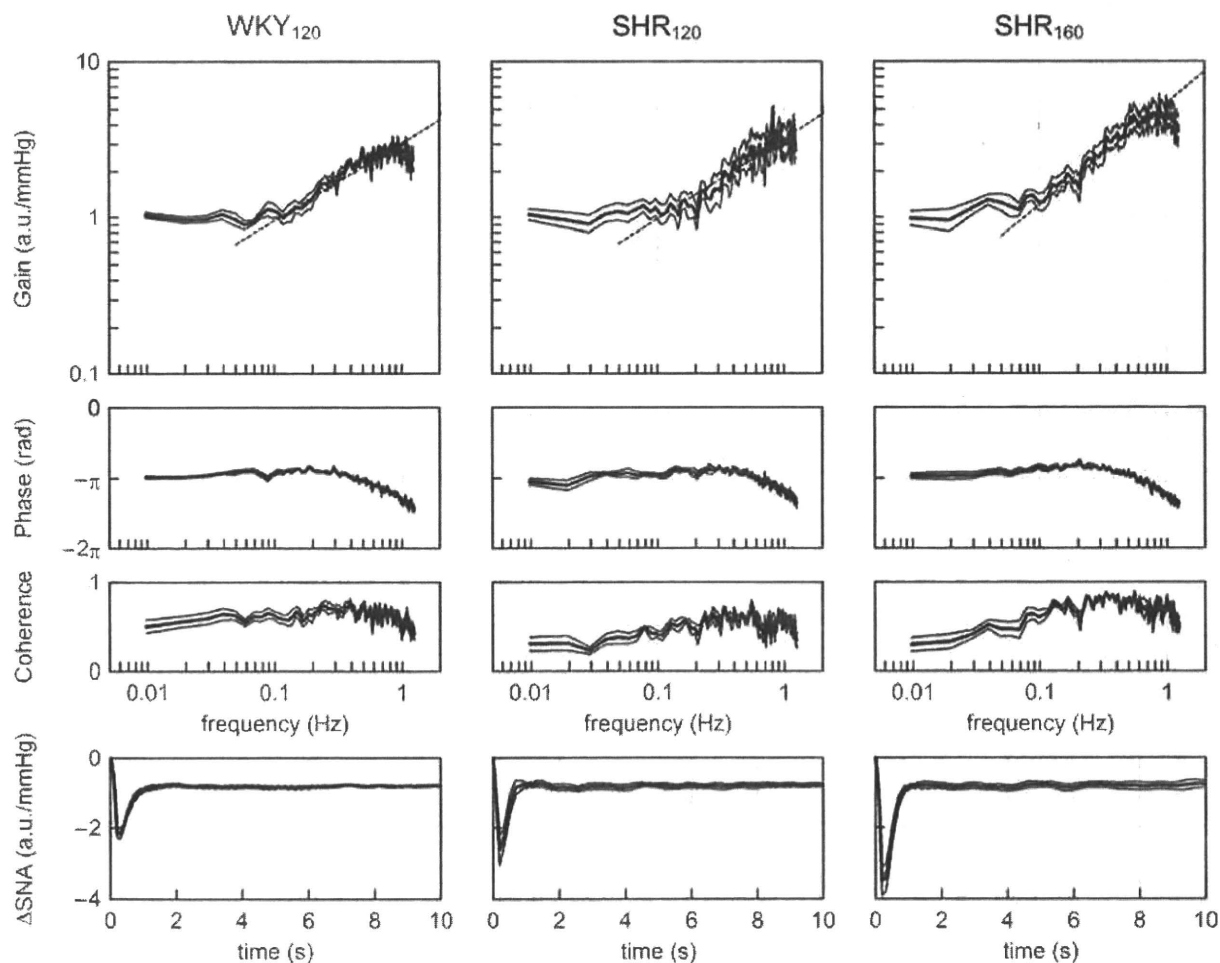 WKY120 SHR120 SHR160
10
1
0.1
Gain (a.u./mmHg)
0
−π
−2π
Phase (rad)
1
0
Coherence
0.01 0.1 1 0.01 0.1 1 0.01 0.1 1
frequency (Hz) frequency (Hz) frequency (Hz)
0
−2
−4
ΔSNA (a.u./mmHg)
0 2 4 6 8 10 0 2 4 6 8 10 0 2 4 6 8 10
time (s) time (s) time (s)